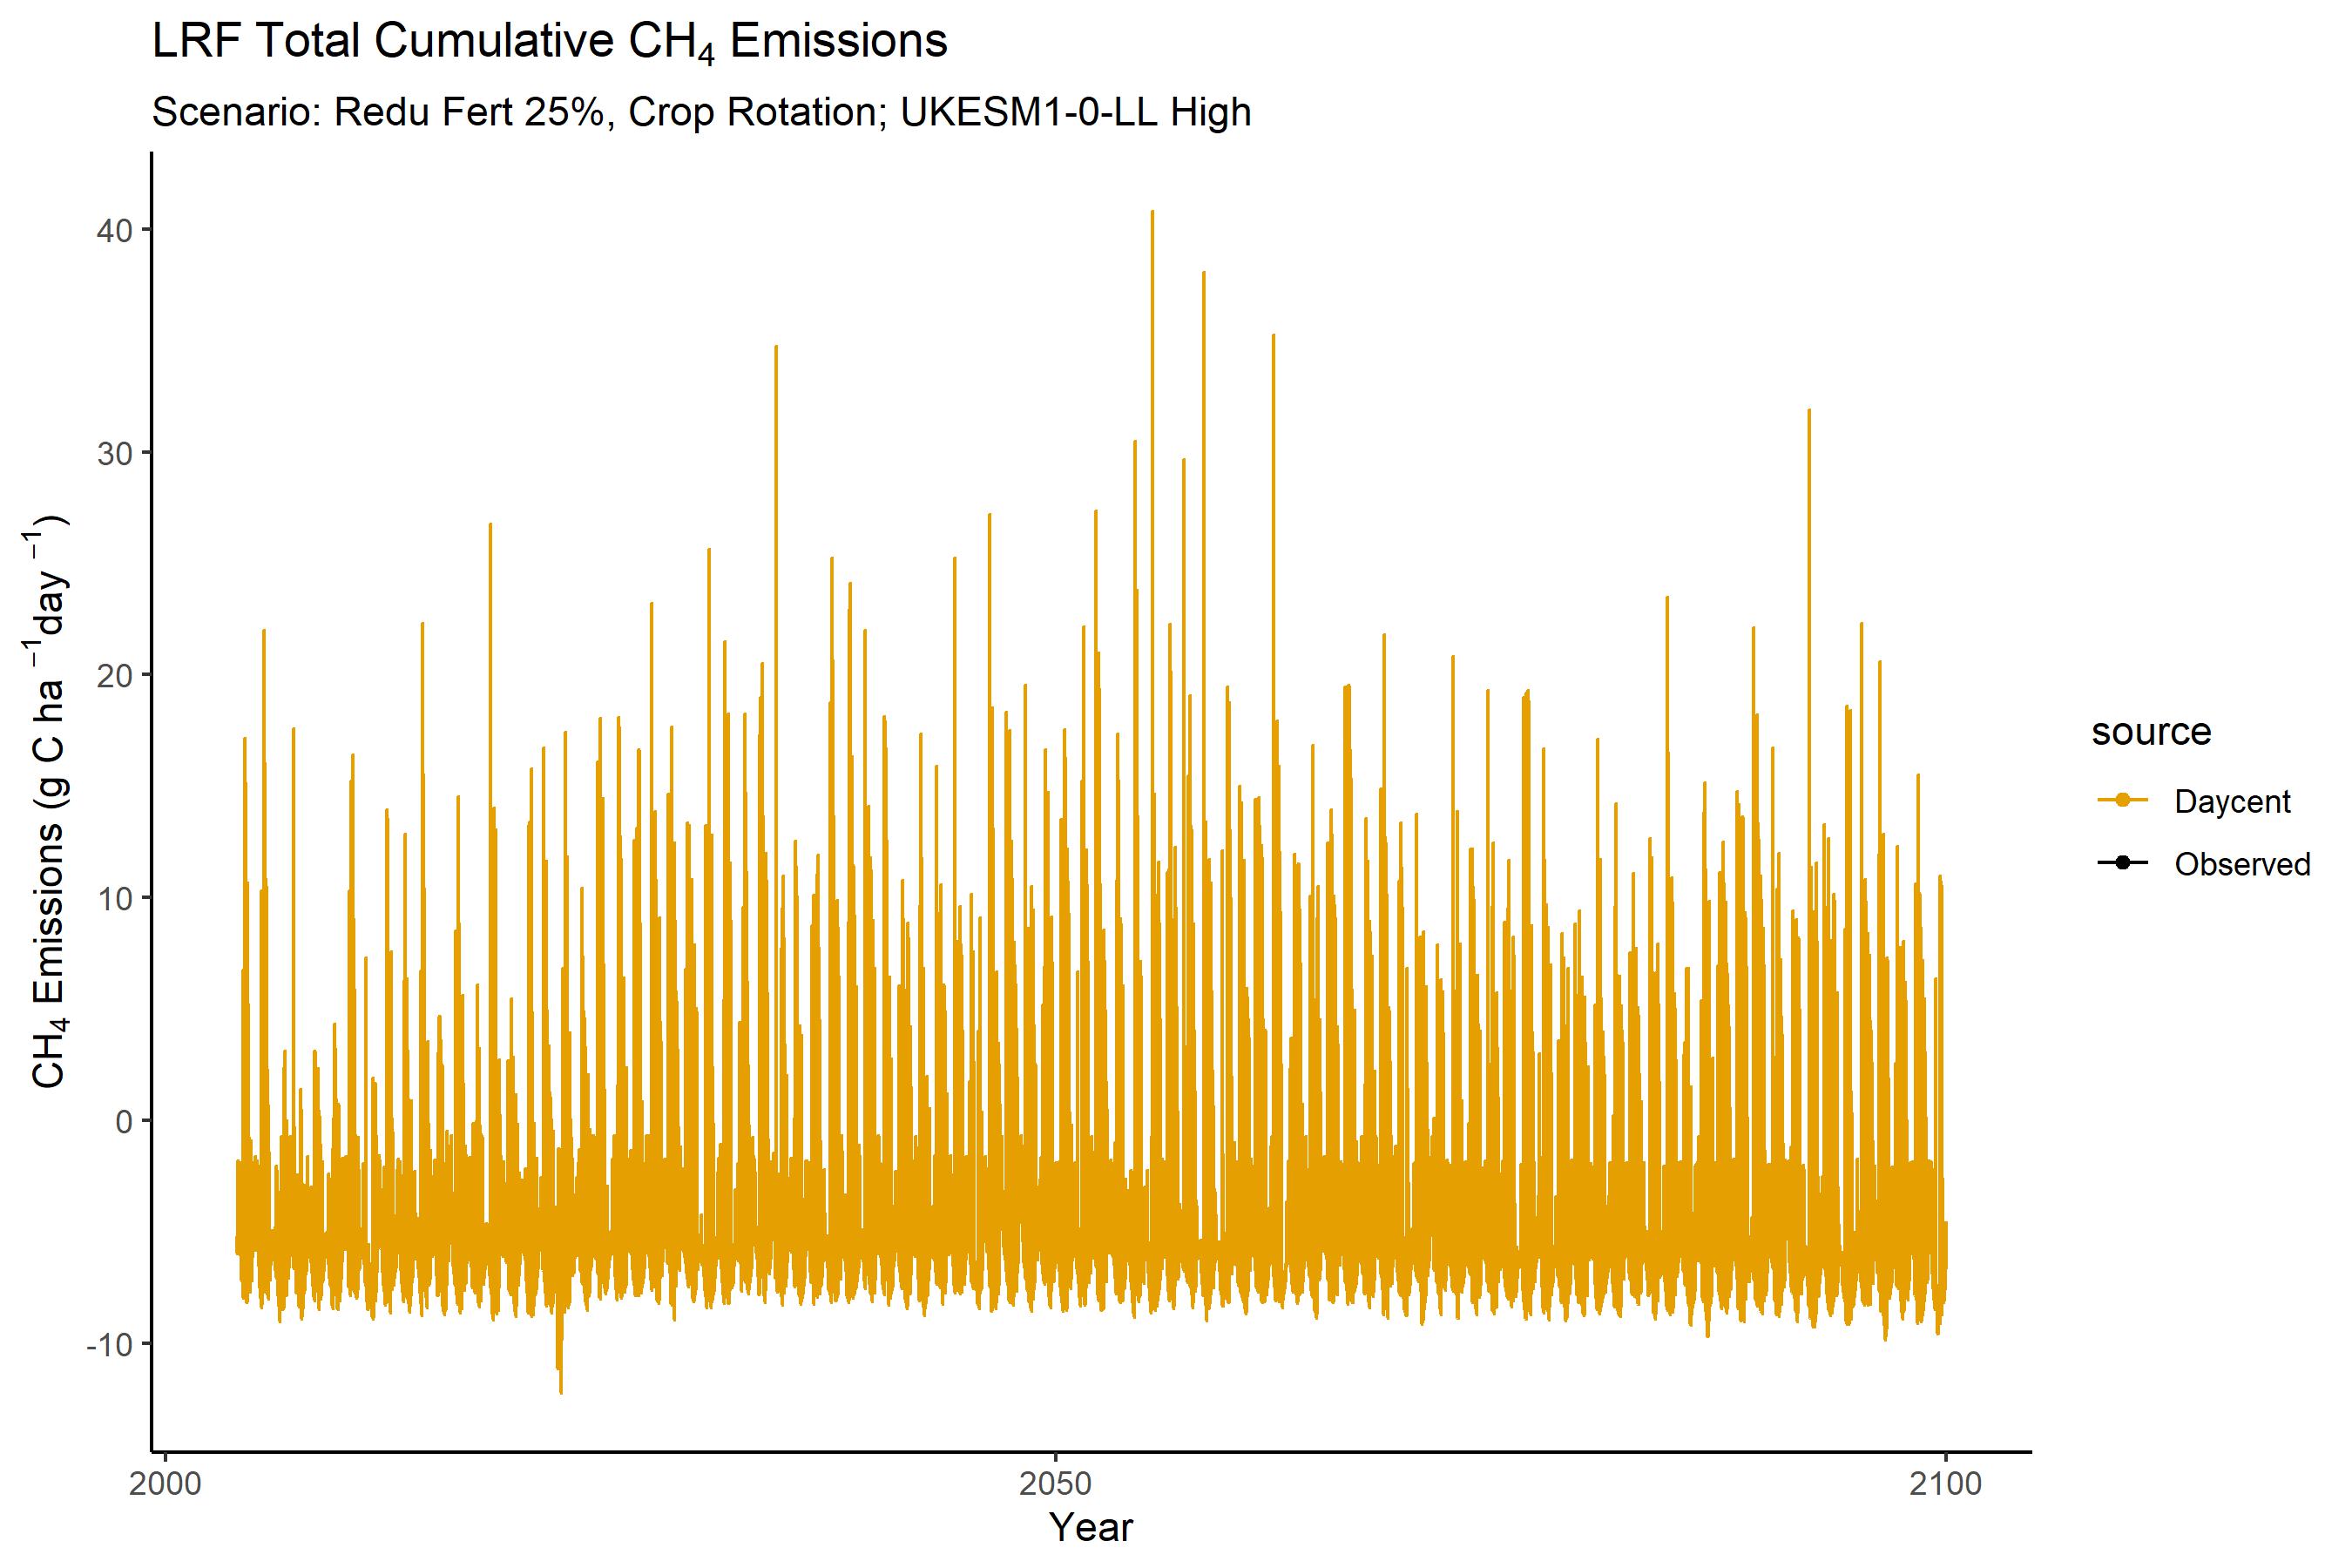 LRF Total Cumulative CH₄ Emissions
Scenario: Redu Fert 25%, Crop Rotation; UKESM1-0-LL High
CH₄ Emissions (g C ha ⁻¹day ⁻¹)
40
30
20
10
0
-10
2000
2050
2100
Year
source
Daycent
Observed